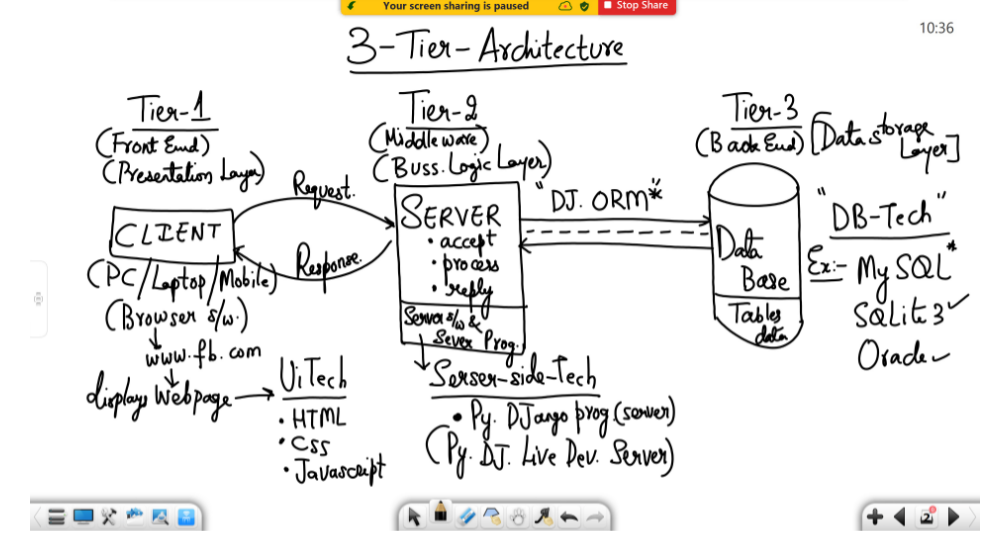 Your screen sharing is paused
Stop Share
10:36
3-Tier-Architecture
Tier-1
(Front End)
(Presentation Layer)
CLIENT
(PC/Laptop/Mobile)
(Browser s/w.)
www.fb.com
displays Webpage
UiTech
• HTML
• CSS
• Javascript
Request.
Response.
Tier-2
(Middleware)
(Buss. Logic Layer)
SERVER
• accept
• process
• reply
Server s/w &
Sever Prog.
Serser-side-Tech
• Py. DJango prog (server)
(Py. DJ. Live Dev. Server)
"DJ. ORM*"
Tier-3
(Back End) [Data storage
Layer]
Data
Base
Tables
data
"DB-Tech"
Ex:- MySQL*
SQLite3
Oracle
2